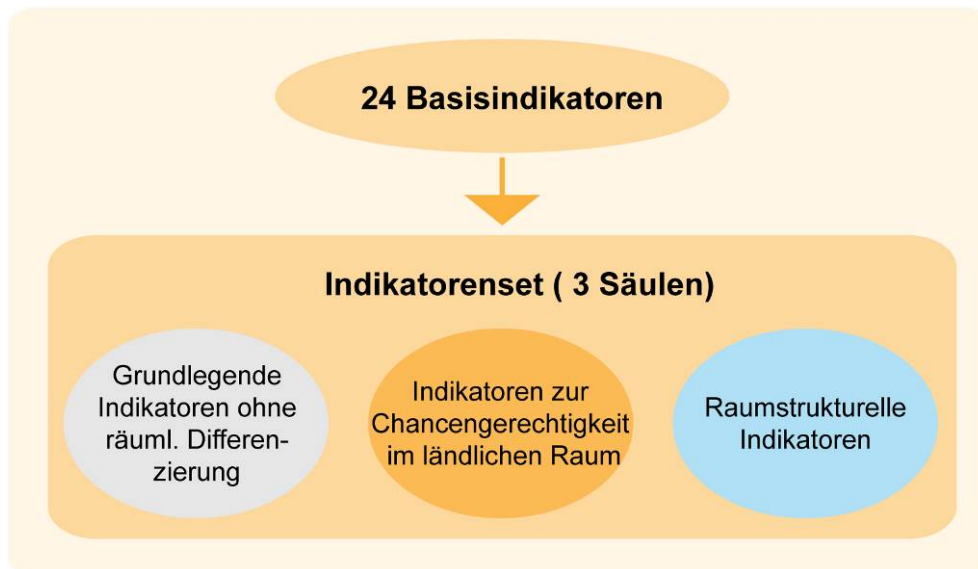 24 Basisindikatoren
Indikatorenset ( 3 Säulen)
Grundlegende
Indikatoren ohne
räuml. Differen-
zierung
Indikatoren zur
Chancengerechtigkeit
im ländlichen Raum
Raumstrukturelle
Indikatoren